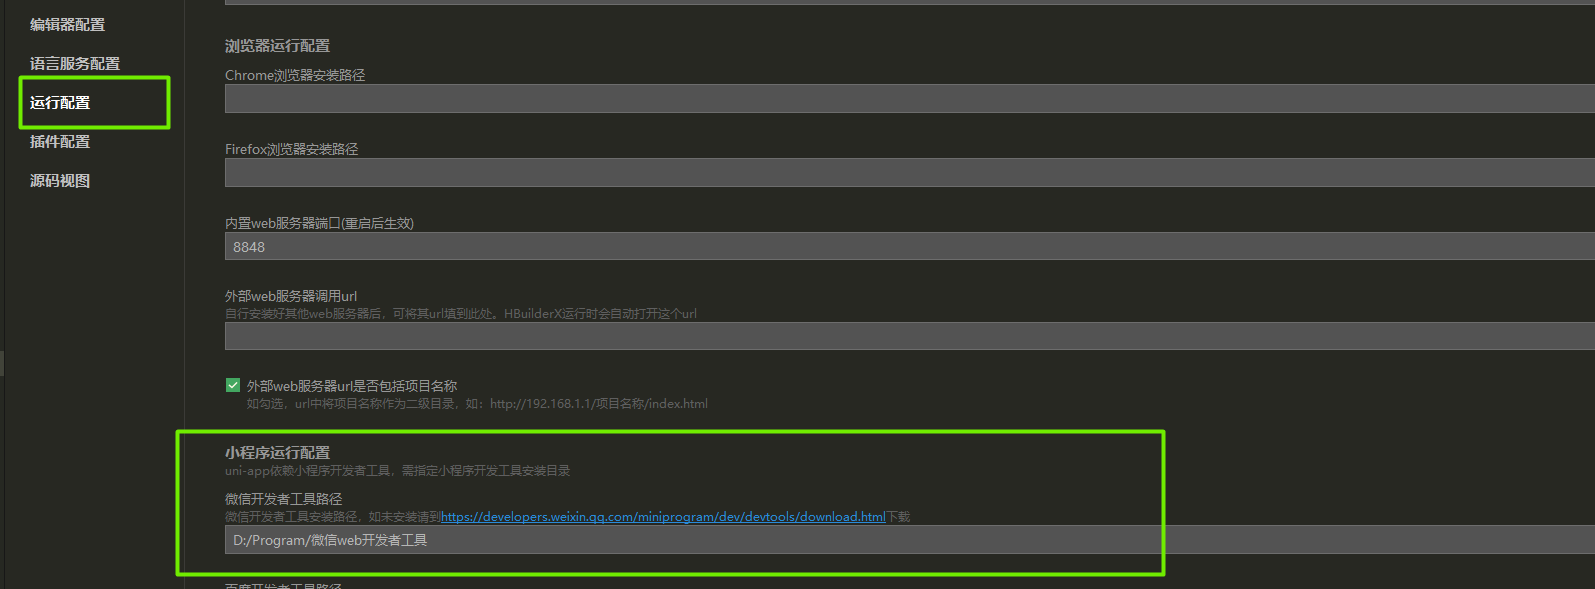 编辑器配置
语言服务配置
运行配置
插件配置
源码视图
浏览器运行配置
Chrome浏览器安装路径
Firefox浏览器安装路径
内置web服务器端口(重启后生效)
8848
外部web服务器调用url
自行安装好其他web服务器后，可将其url填到此处。HBuilderX运行时会自动打开这个url
外部web服务器url是否包括项目名称
如勾选，url中将项目名称作为二级目录，如：http://192.168.1.1/项目名称/index.html
小程序运行配置
uni-app依赖小程序开发者工具，需指定小程序开发工具安装目录
微信开发者工具路径
微信开发者工具安装路径，如未安装请到https://developers.weixin.qq.com/miniprogram/dev/devtools/download.html下载
D:/Program/微信web开发者工具
百度开发者工具路径